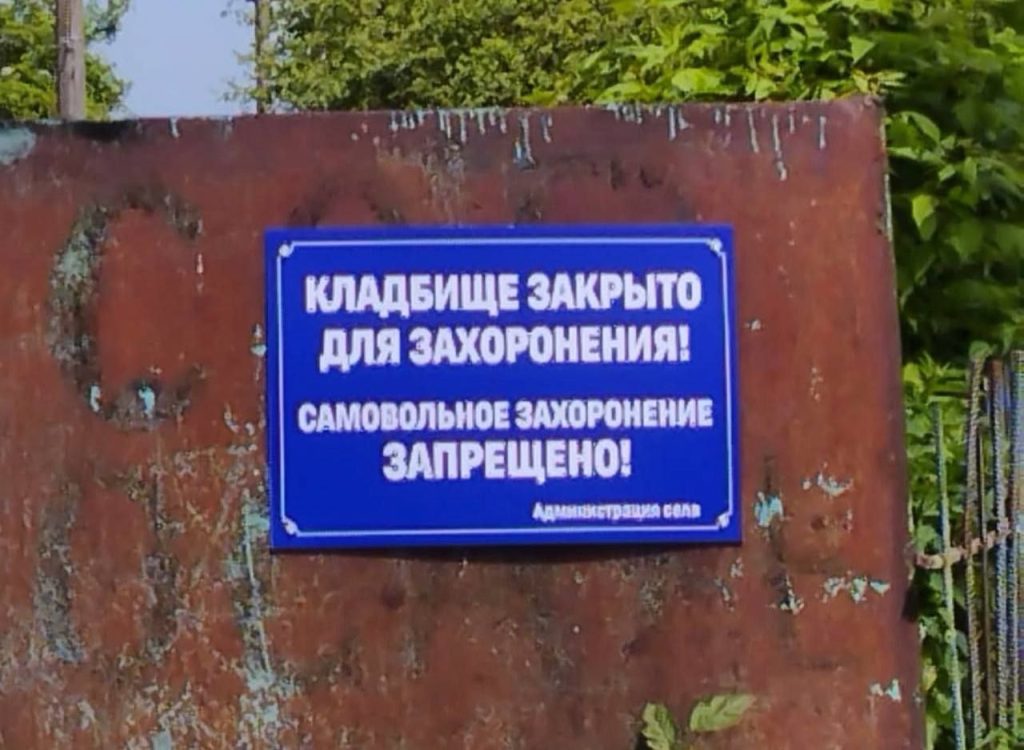 КЛАДБИЩЕ ЗАКРЫТО
ДЛЯ ЗАХОРОНЕНИЯ!
САМОВОЛЬНОЕ ЗАХОРОНЕНИЕ
ЗАПРЕЩЕНО!
Администрация села